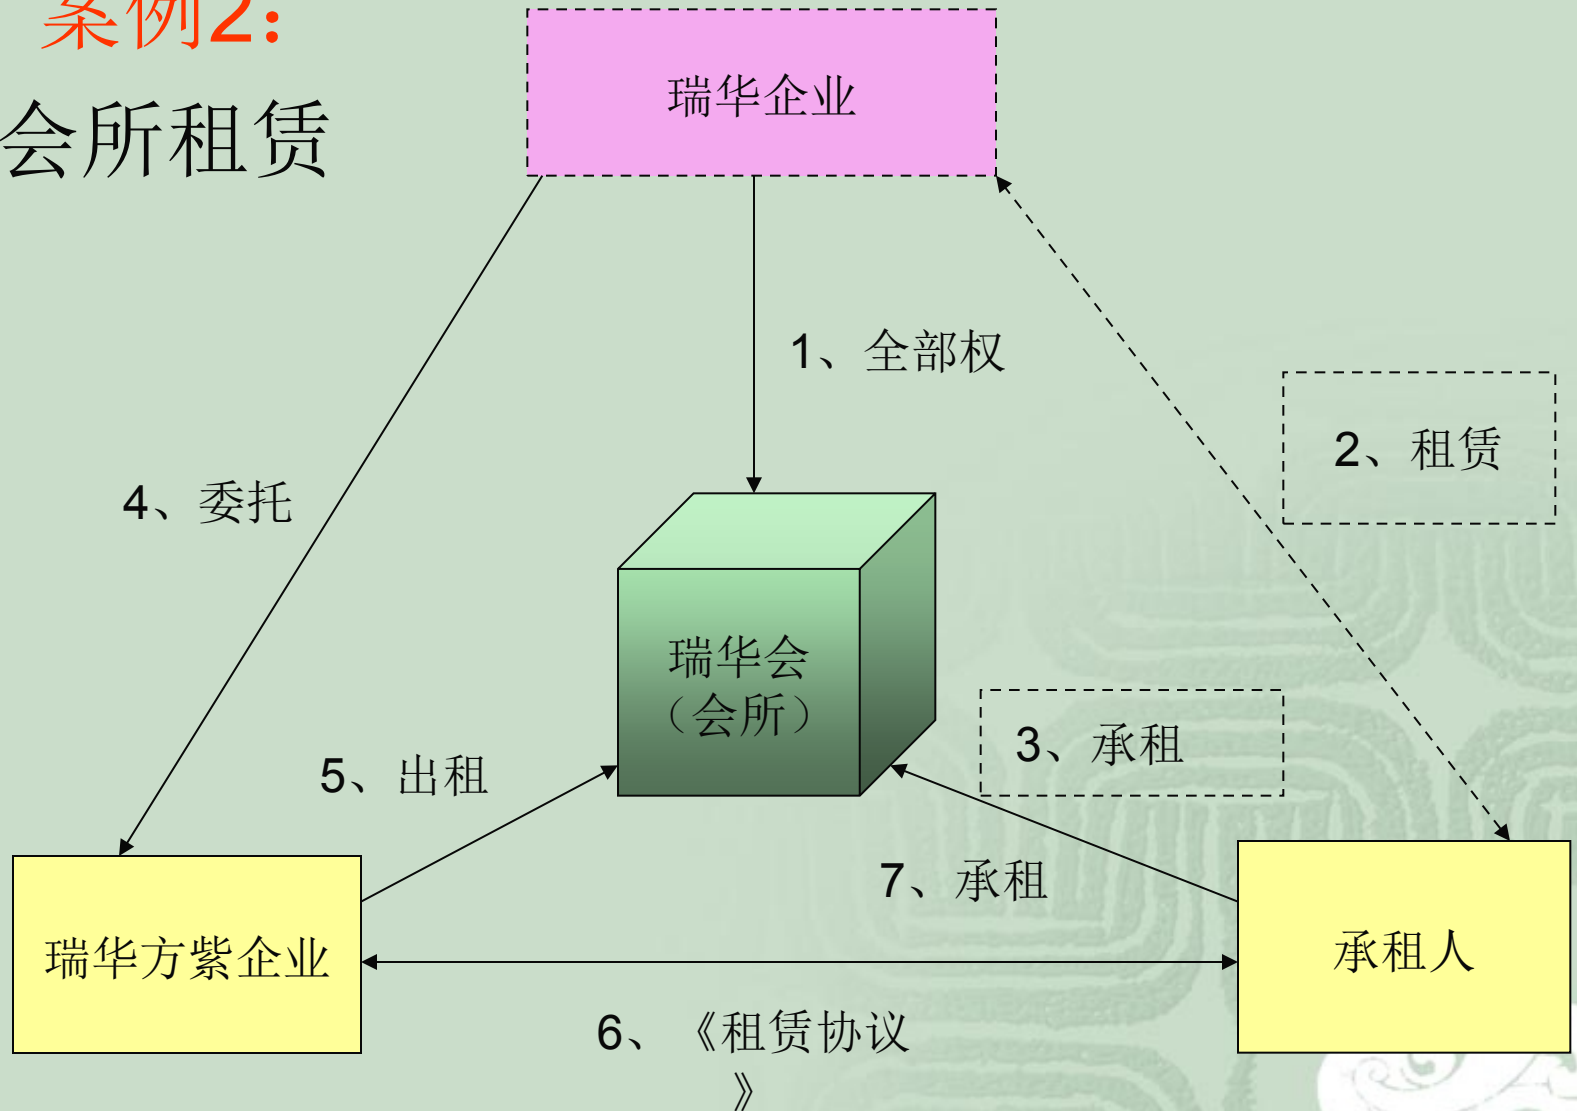 案例2：
会所租赁
瑞华企业
1、全部权
2、租赁
4、委托
瑞华会
（会所）
3、承租
5、出租
7、承租
瑞华方紫企业
承租人
6、《租赁协议
》